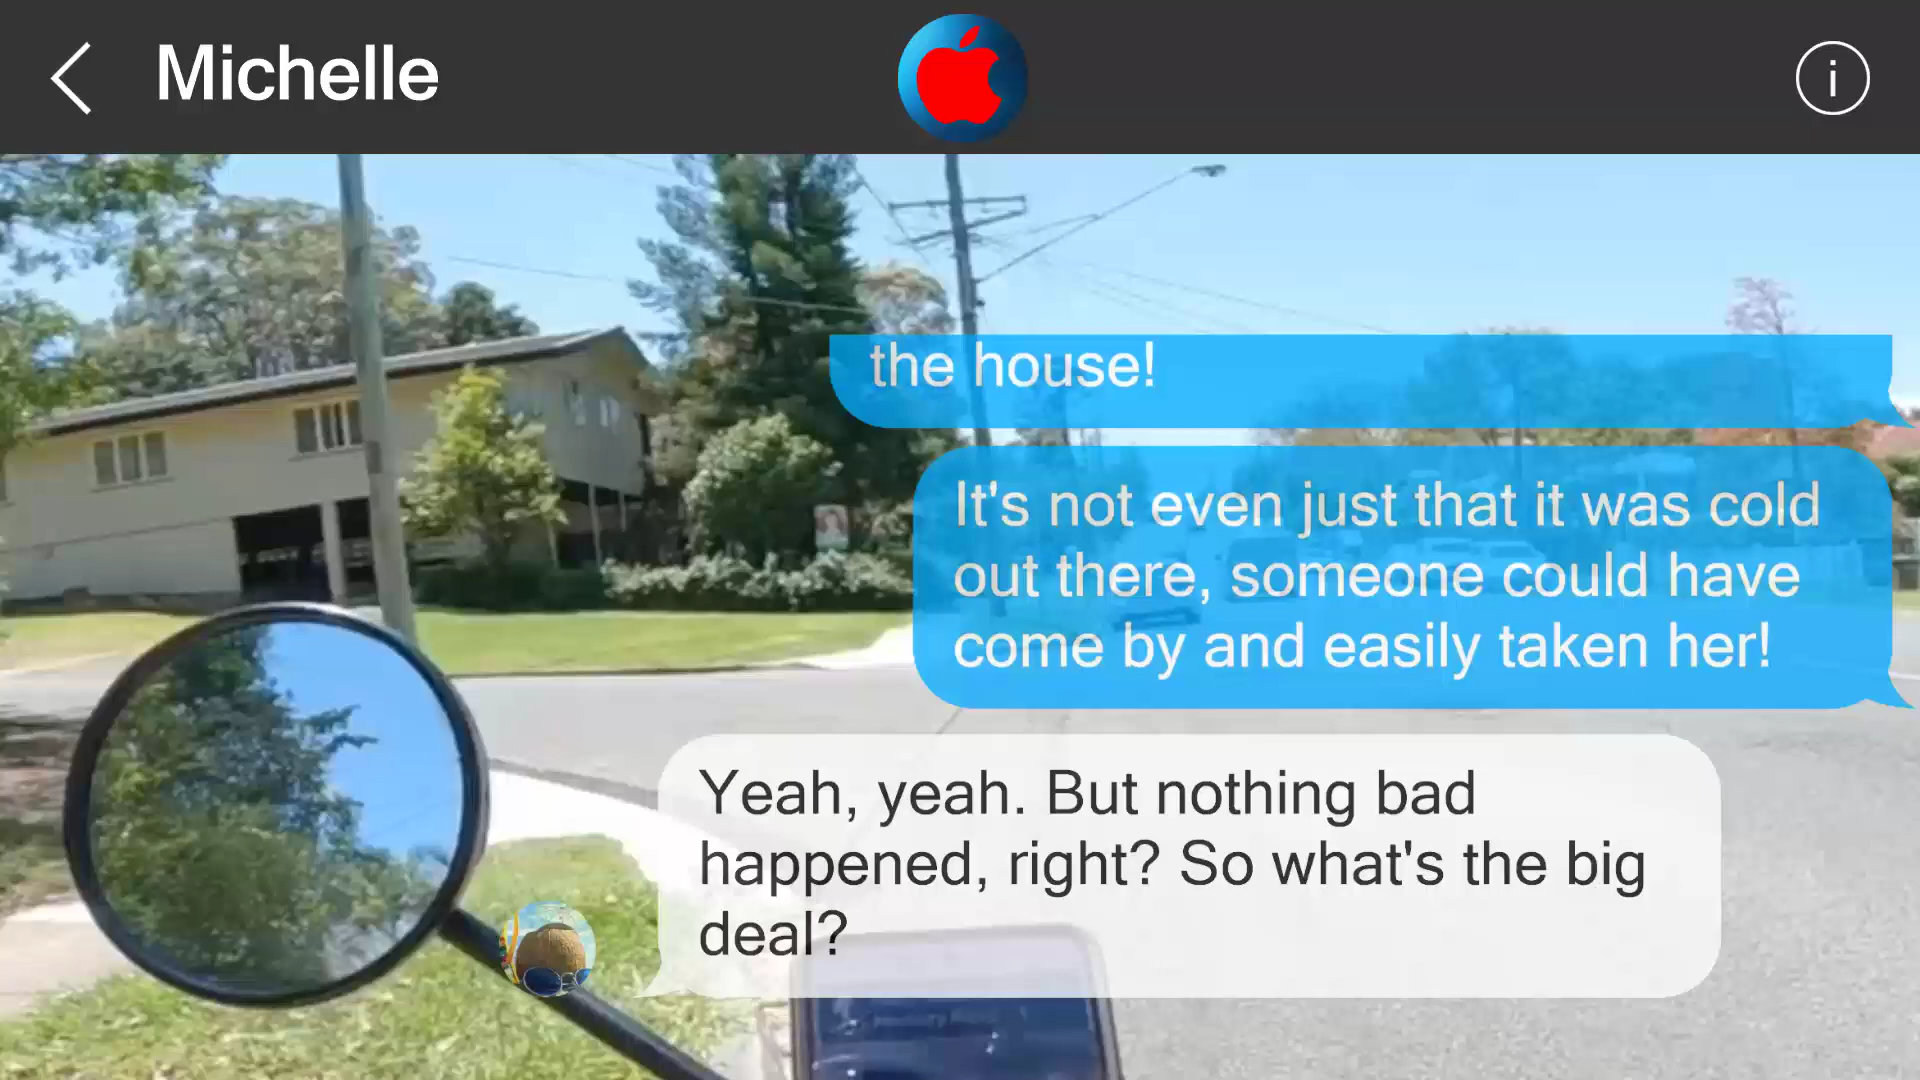 Michelle
i
the house!
It's not even just that it was cold
out there, someone could have
come by and easily taken her!
Yeah, yeah. But nothing bad
happened, right? So what's the big
deal?